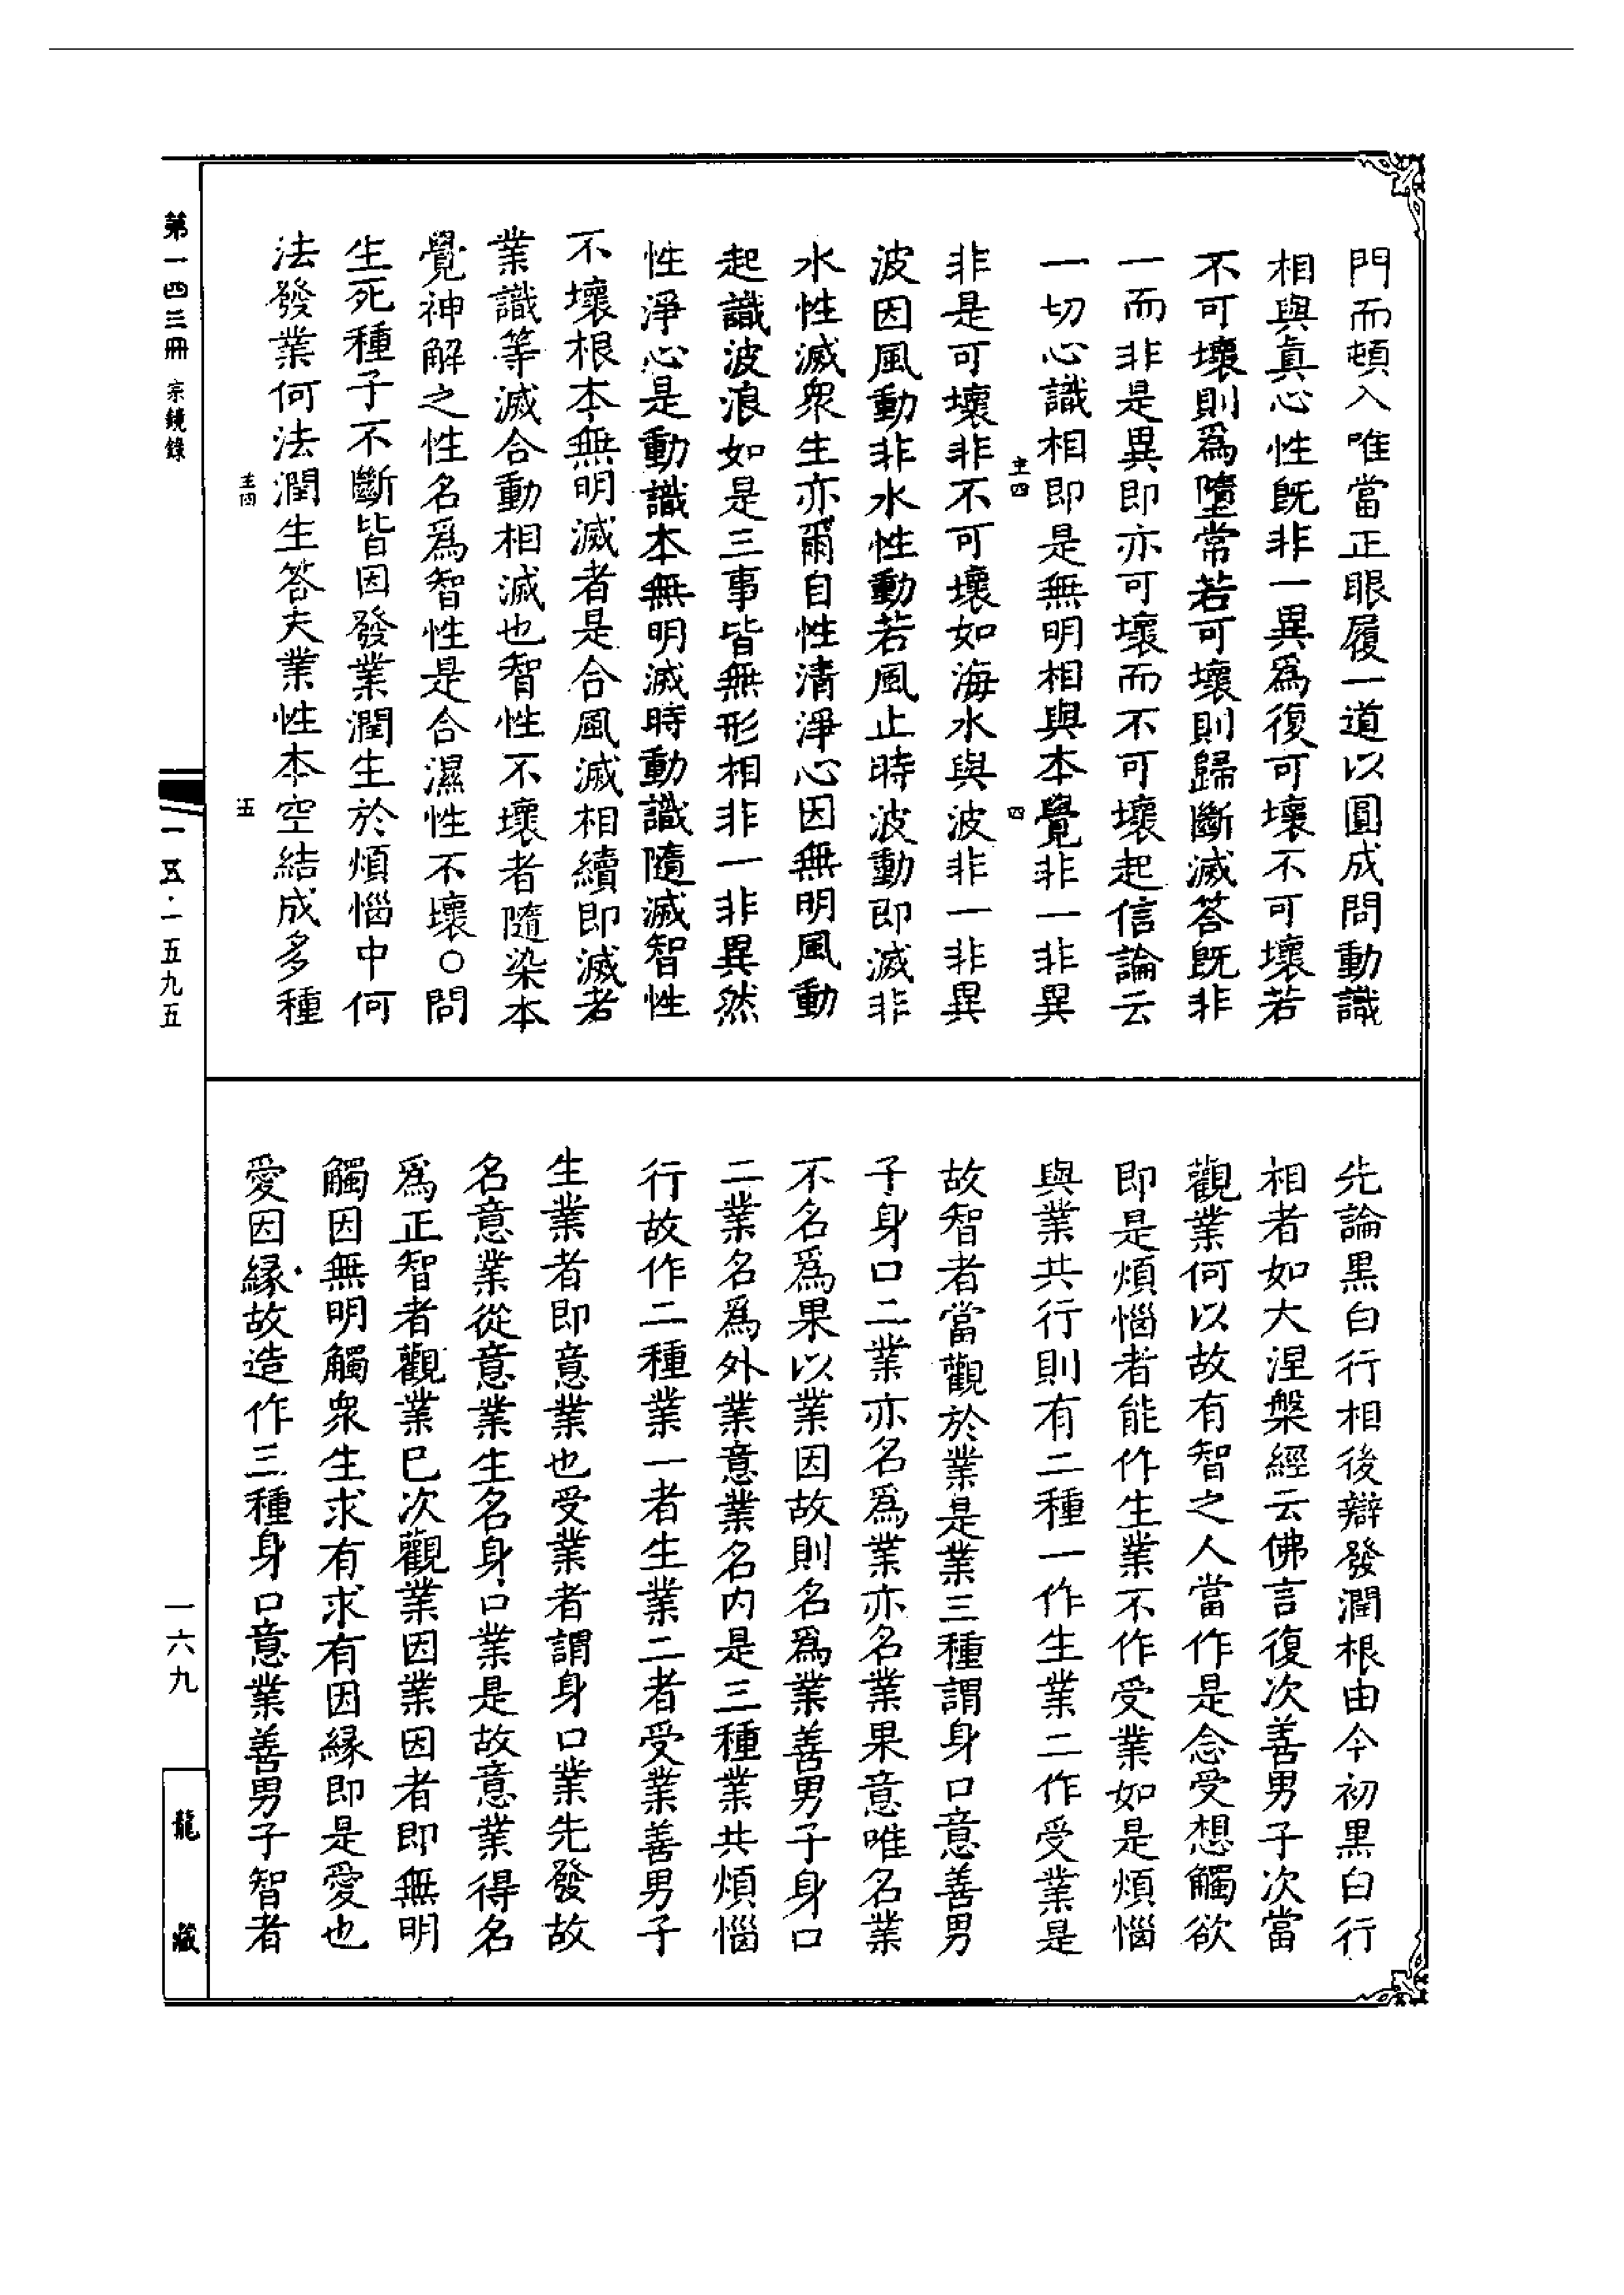 門而頓入唯當正眼履一道以圓成問動識
相與真心性既非一異爲復可壞不可壞若
不可壞則爲墮常若可壞則歸斷滅答既非
一而非是異即亦可壞而不可壞起信論云
一切心識相即是無明相與本覺非一非異
主四
四
非是可壞非不可壞如海水與波非一非異
波因風動非水性動若風止時波動即滅非
水性滅衆生亦爾自性清淨心因無明風動
起識波浪如是三事皆無形相非一非異然
性淨心是動識本無明滅時動識隨滅智性
不壞根本無明滅者是合風滅相續即滅者
業識等滅合動相滅也智性不壞者隨染本
覺神解之性名爲智性是合濕性不壞○問
生死種子不斷皆因發業潤生於煩惱中何
法發業何法潤生答夫業性本空結成多種
主四
五
先論黒白行相後辯發潤根由今初黒白行
相者如大涅槃經云佛言復次善男子次當
觀業何以故有智之人當作是念受想觸欲
即是煩惱者能作生業不作受業如是煩惱
與業共行則有二種一作生業二作受業是
故智者當觀於業是業三種謂身口意善男
子身口二業亦名爲業亦名業果意唯名業
不名爲果以業因故則名爲業善男子身口
二業名爲外業意業名内是三種業共煩惱
行故作二種業一者生業二者受業善男子
生業者即意業也受業者謂身口業先發故
名意業從意業生名身口業是故意業得名
爲正智者觀業已次觀業因業因者即無明
觸因無明觸衆生求有求有因縁即是愛也
愛因縁故造作三種身口意業善男子智者
第一四三冊 宗鏡錄
一五·一五九五
一六九
龍藏